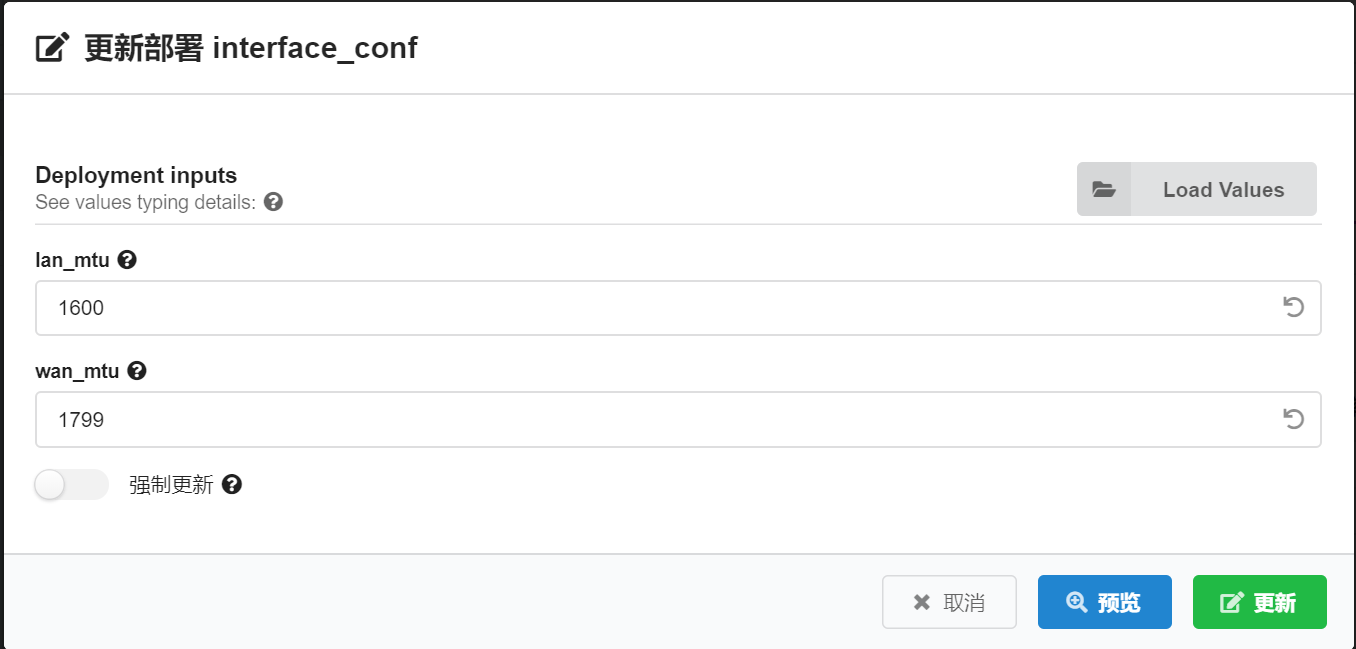 更新部署 interface_conf
Deployment inputs
See values typing details:
Load Values
lan_mtu
1600
wan_mtu
1799
强制更新
取消
预览
更新